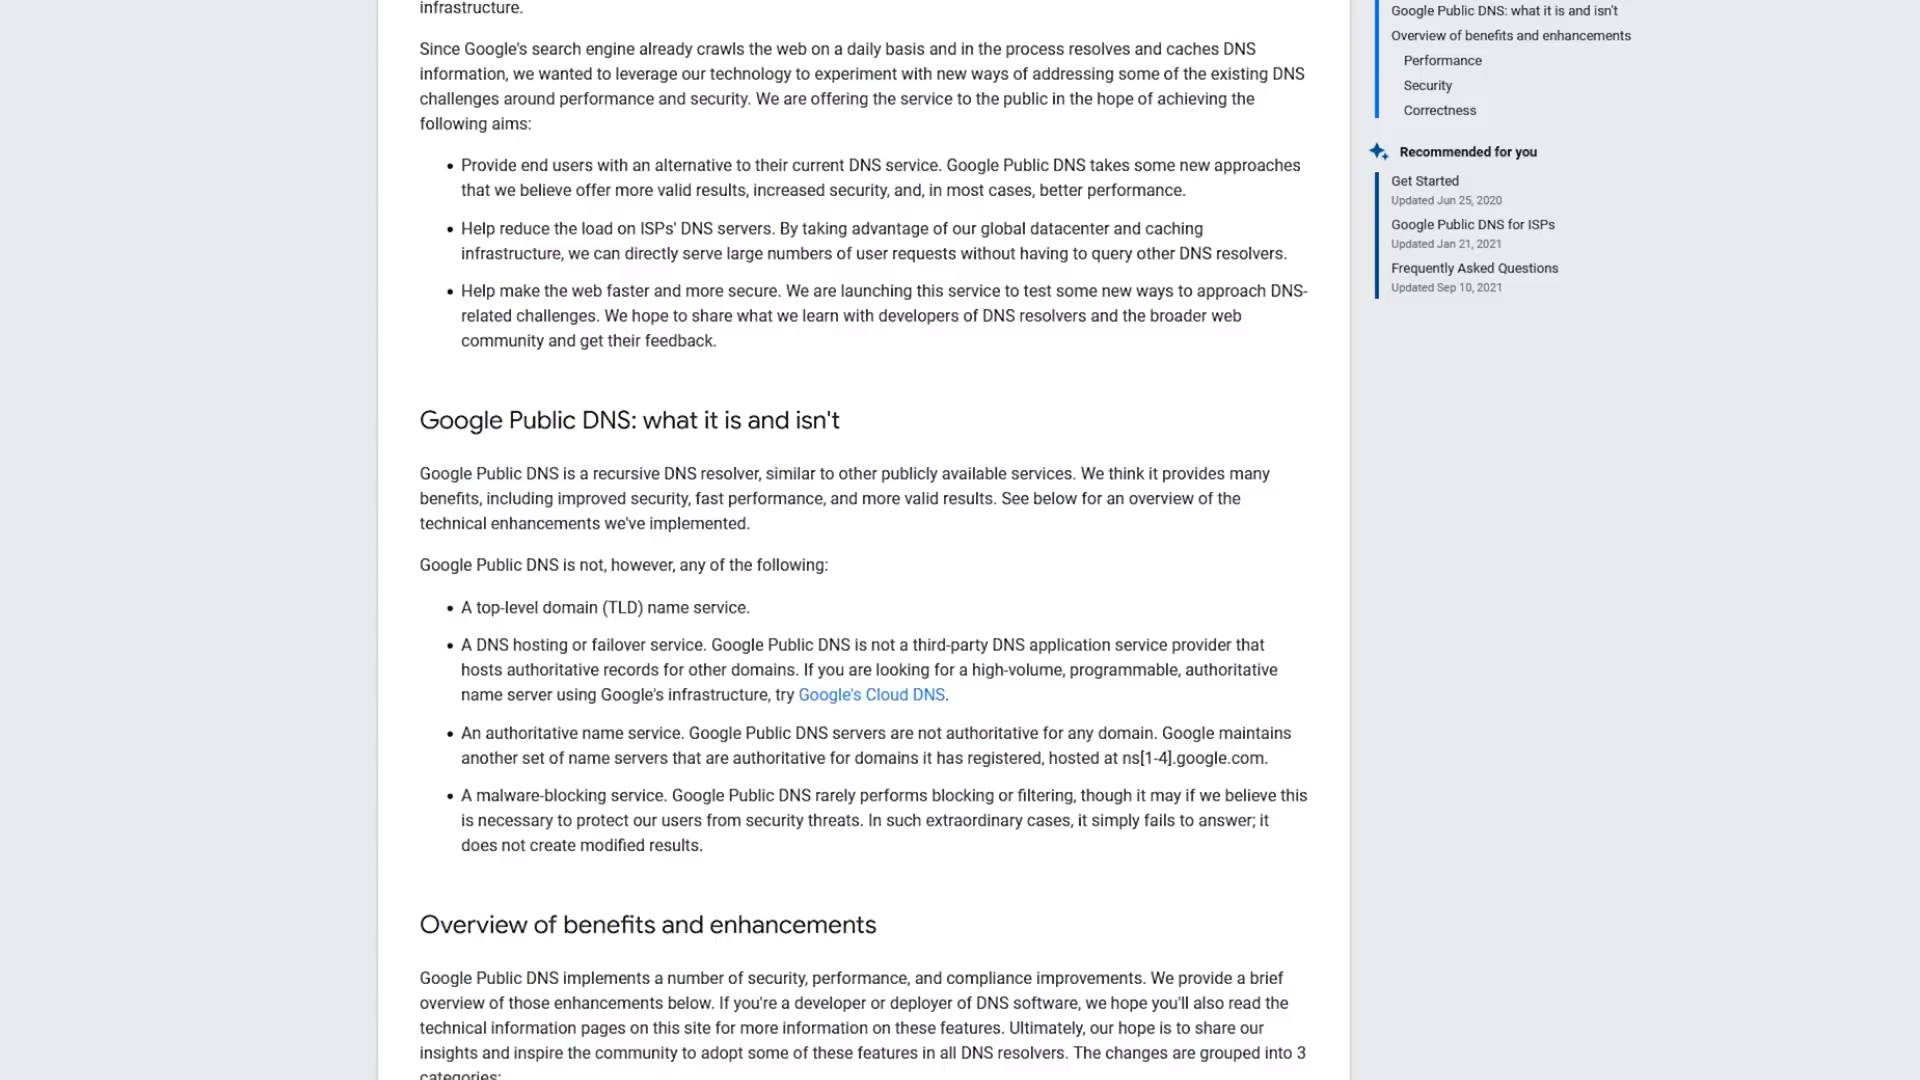 infrastructure.
Since Google's search engine already crawls the web on a daily basis and in the process resolves and caches DNS
information, we wanted to leverage our technology to experiment with new ways of addressing some of the existing DNS
challenges around performance and security. We are offering the service to the public in the hope of achieving the
following aims:
• Provide end users with an alternative to their current DNS service. Google Public DNS takes some new approaches
that we believe offer more valid results, increased security, and, in most cases, better performance.
• Help reduce the load on ISPs' DNS servers. By taking advantage of our global datacenter and caching
infrastructure, we can directly serve large numbers of user requests without having to query other DNS resolvers.
• Help make the web faster and more secure. We are launching this service to test some new ways to approach DNS-
related challenges. We hope to share what we learn with developers of DNS resolvers and the broader web
community and get their feedback.
Google Public DNS: what it is and isn't
Google Public DNS is a recursive DNS resolver, similar to other publicly available services. We think it provides many
benefits, including improved security, fast performance, and more valid results. See below for an overview of the
technical enhancements we've implemented.
Google Public DNS is not, however, any of the following:
• A top-level domain (TLD) name service.
• A DNS hosting or failover service. Google Public DNS is not a third-party DNS application service provider that
hosts authoritative records for other domains. If you are looking for a high-volume, programmable, authoritative
name server using Google's infrastructure, try Google's Cloud DNS.
• An authoritative name service. Google Public DNS servers are not authoritative for any domain. Google maintains
another set of name servers that are authoritative for domains it has registered, hosted at ns[1-4].google.com.
• A malware-blocking service. Google Public DNS rarely performs blocking or filtering, though it may if we believe this
is necessary to protect our users from security threats. In such extraordinary cases, it simply fails to answer; it
does not create modified results.
Overview of benefits and enhancements
Google Public DNS implements a number of security, performance, and compliance improvements. We provide a brief
overview of those enhancements below. If you're a developer or deployer of DNS software, we hope you'll also read the
technical information pages on this site for more information on these features. Ultimately, our hope is to share our
insights and inspire the community to adopt some of these features in all DNS resolvers. The changes are grouped into 3
categories:
Google Public DNS: what it is and isn't
Overview of benefits and enhancements
Performance
Security
Correctness
Recommended for you
Get Started
Updated Jun 25, 2020
Google Public DNS for ISPs
Updated Jan 21, 2021
Frequently Asked Questions
Updated Sep 10, 2021